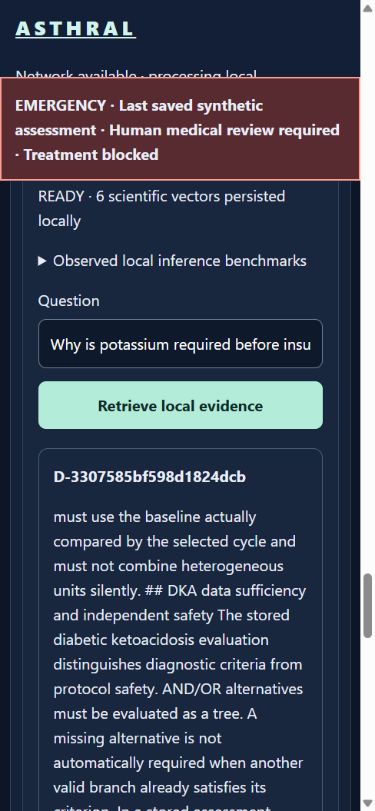 ASTHRAL
Network available · processing local
EMERGENCY · Last saved synthetic
assessment · Human medical review required
· Treatment blocked
READY · 6 scientific vectors persisted
locally
Observed local inference benchmarks
Question
Why is potassium required before insu
Retrieve local evidence
D-3307585bf598d1824dcb
must use the baseline actually
compared by the selected cycle and
must not combine heterogeneous
units silently. ## DKA data sufficiency
and independent safety The stored
diabetic ketoacidosis evaluation
distinguishes diagnostic criteria from
protocol safety. AND/OR alternatives
must be evaluated as a tree. A
missing alternative is not
automatically required when another
valid branch already satisfies its
criterion. In a stored assessment